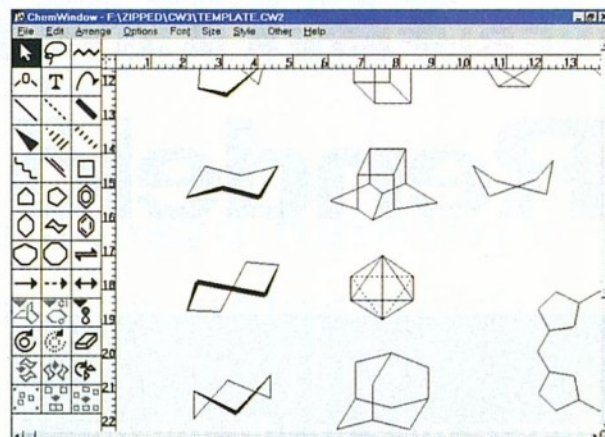 ChemWindow - F:\ZIPPED\CW3\TEMPLATE.CW2
File Edit Arrange Options Font Size Style Other Help
T
1 2 3 4 5 6 7 8 9 10 11 12 13
12
13
14
15
16
17
18
19
20
21
22